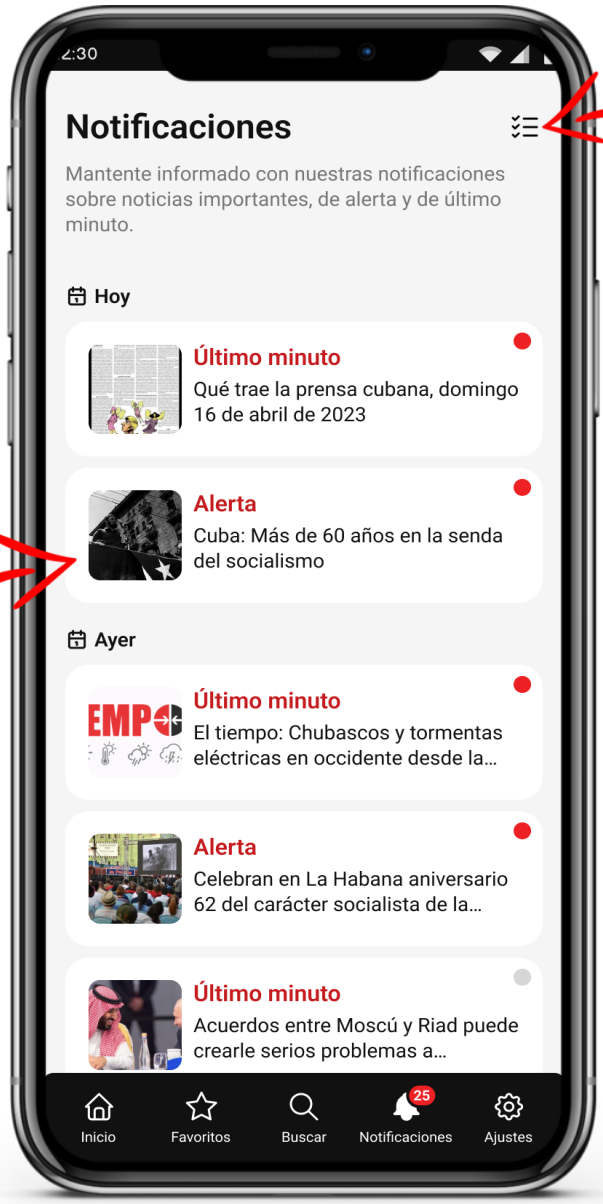 2:30
Notificaciones
Mantente informado con nuestras notificaciones
sobre noticias importantes, de alerta y de último
minuto.
Hoy
Último minuto
Qué trae la prensa cubana, domingo
16 de abril de 2023
Alerta
Cuba: Más de 60 años en la senda
del socialismo
Ayer
EMPO
Último minuto
El tiempo: Chubascos y tormentas
eléctricas en occidente desde la...
Alerta
Celebran en La Habana aniversario
62 del carácter socialista de la...
Último minuto
Acuerdos entre Moscú y Riad puede
crearle serios problemas a...
25
Inicio
Favoritos
Buscar
Notificaciones
Ajustes